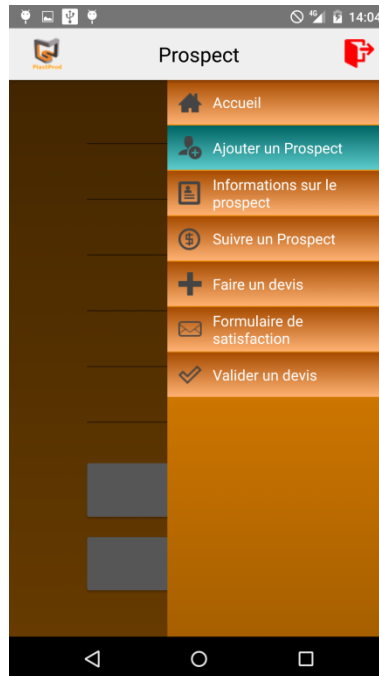 4G 14:04
Prospect
Accueil
Ajouter un Prospect
Informations sur le
prospect
Suivre un Prospect
Faire un devis
Formulaire de
satisfaction
Valider un devis